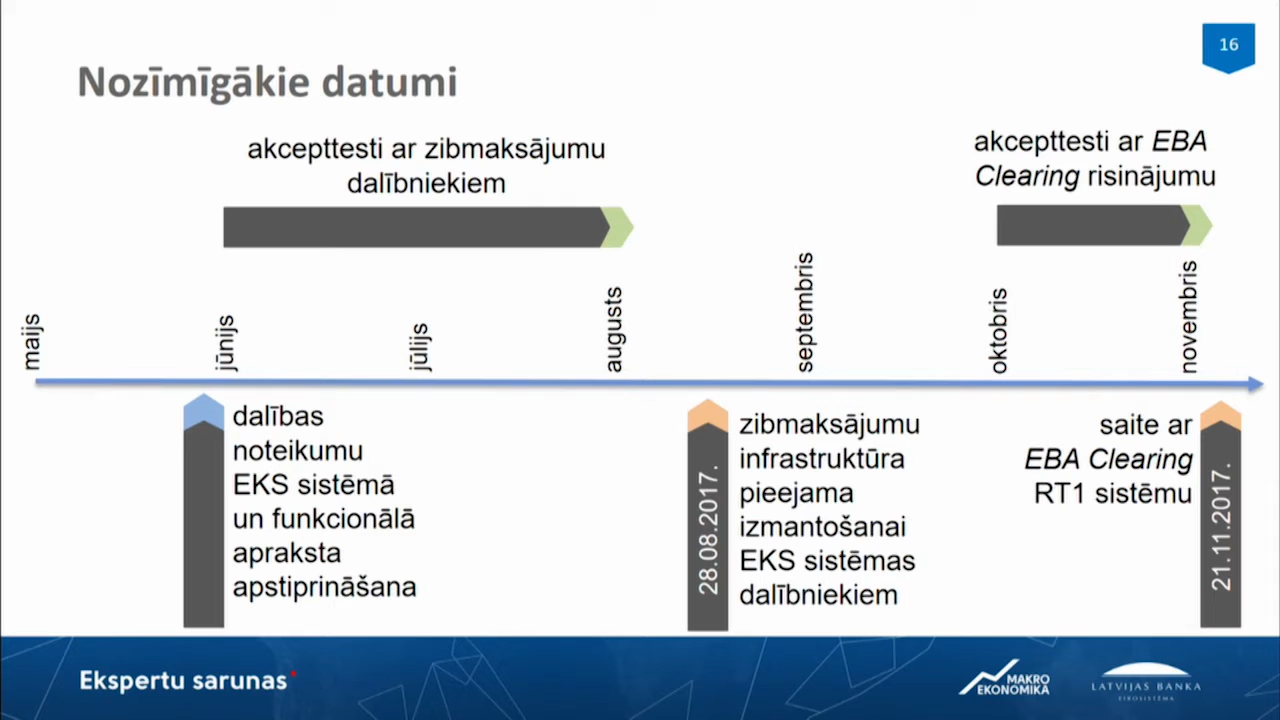 16
Nozīmīgākie datumi
akcepttesti ar zibmaksājumu
dalībniekiem
akcepttesti ar EBA
Clearing risinājumu
maijs
jūnijs
jūlijs
augusts
septembris
oktobris
novembris
dalības
noteikumu
EKS sistēmā
un funkcionālā
apraksta
apstiprināšana
28.08.2017.
zibmaksājumu
infrastruktūra
pieejama
izmantošanai
EKS sistēmas
dalībniekiem
saite ar
EBA Clearing
RT1 sistēmu
21.11.2017.
Ekspertu sarunas
MAKRO
EKONOMIKA
LATVIJAS BANKA
EIROSISTĒMA